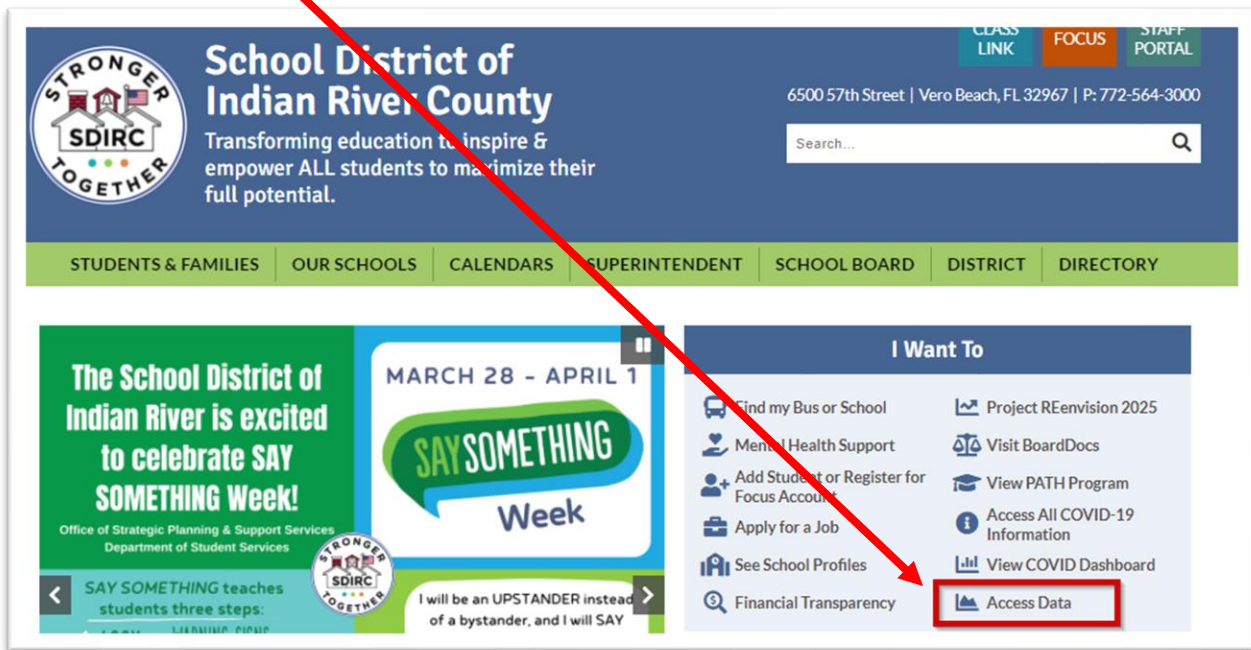 STRONGER
SDIRC
TOGETHER
School District of
Indian River County
Transforming education to inspire &
empower ALL students to maximize their
full potential.
CLASS
LINK
FOCUS
STAFF
PORTAL
6500 57th Street | Vero Beach, FL 32967 | P: 772-564-3000
Search...
STUDENTS & FAMILIES OUR SCHOOLS CALENDARS SUPERINTENDENT SCHOOL BOARD DISTRICT DIRECTORY
The School District of
Indian River is excited
to celebrate SAY
SOMETHING Week!
Office of Strategic Planning & Support Services
Department of Student Services
STRONGER
SDIRC
TOGETHER
SAY SOMETHING teaches
students three steps:
MARCH 28 - APRIL 1
SAY SOMETHING
Week
I will be an UPSTANDER instead
of a bystander, and I will SAY
I Want To
Find my Bus or School
Mental Health Support
Add Student or Register for
Focus Account
Apply for a Job
See School Profiles
Financial Transparency
Project REenvision 2025
Visit BoardDocs
View PATH Program
Access All COVID-19
Information
View COVID Dashboard
Access Data